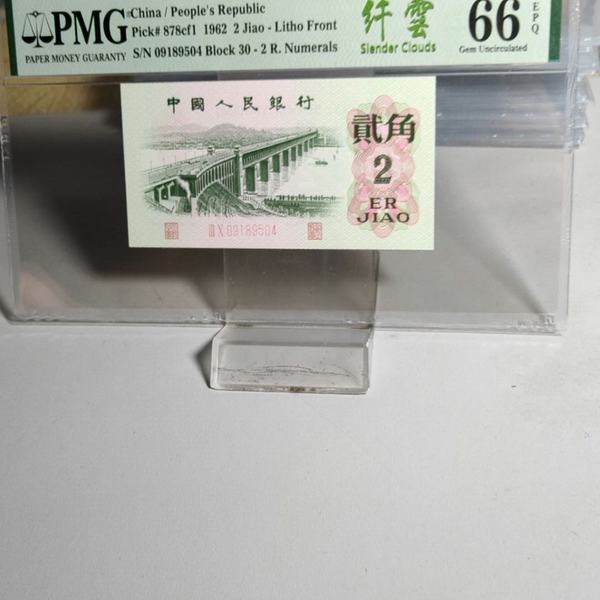 PMG
PAPER MONEY GUARANTY
China / People's Republic
Pick# 878cf1 1962 2 Jiao - Litho Front
S/N 09189504 Block 30 - 2 R. Numerals
纤雲
Slender Clouds
66
EPQ
Gem Uncirculated
中國人民銀行
貳角
2
ER
JIAO
III X 09189504